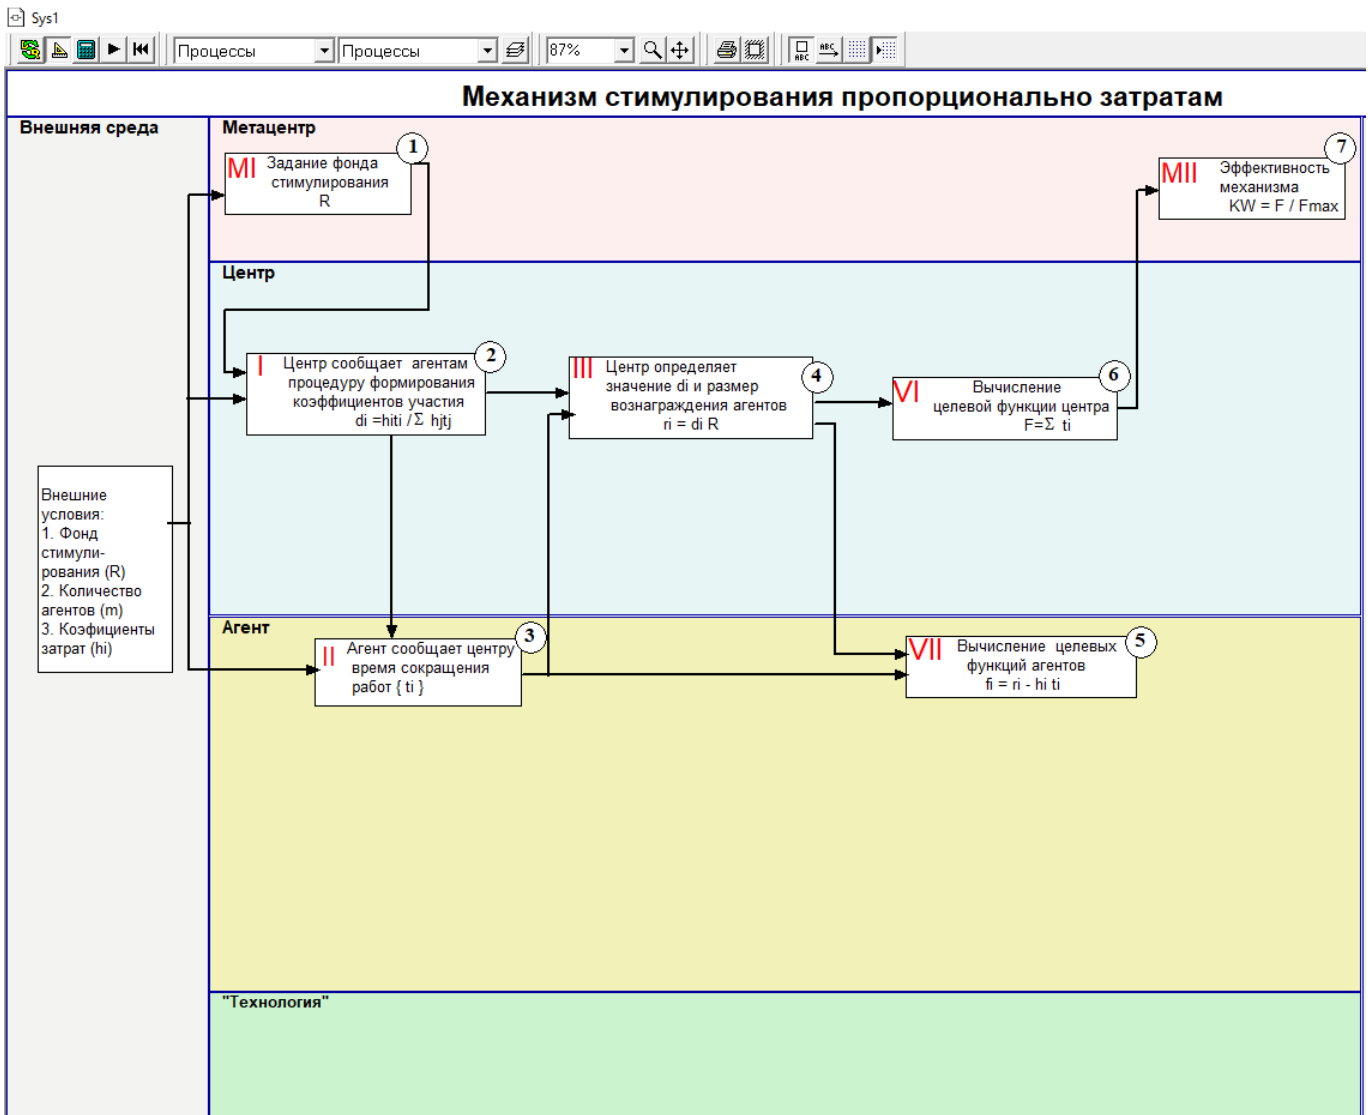 Sys1
Процессы
Процессы
87%
ABC
ABC
Механизм стимулирования пропорционально затратам
Внешняя среда
Метацентр
1
MI Задание фонда
стимулирования
R
7
MII Эффективность
механизма
KW = F / Fmax
Центр
2
I Центр сообщает агентам
процедуру формирования
коэффициентов участия
di =hiti / Σ hjtj
4
III Центр определяет
значение di и размер
вознаграждения агентов
ri = di R
6
VI Вычисление
целевой функции центра
F=Σ ti
Внешние
условия:
1. Фонд
стимули-
рования (R)
2. Количество
агентов (m)
3. Коэфициенты
затрат (hi)
Агент
3
II Агент сообщает центру
время сокращения
работ { ti }
5
VII Вычисление целевых
функций агентов
fi = ri - hi ti
"Технология"